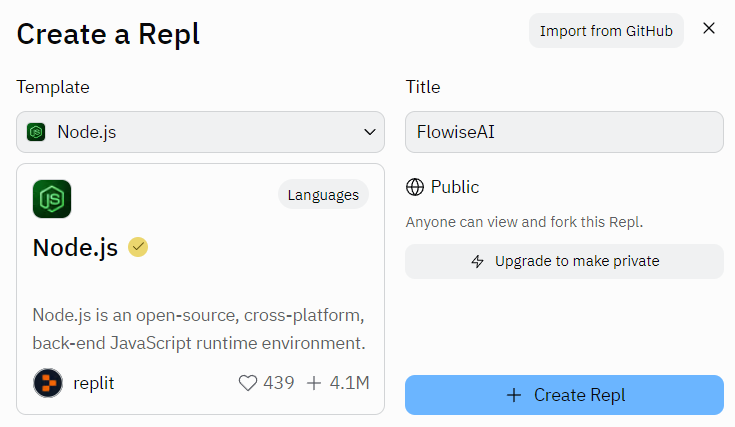 Create a Repl
Import from GitHub
Template
Node.js
JS
Languages
Node.js
Node.js is an open-source, cross-platform,
back-end JavaScript runtime environment.
replit
439
4.1M
Title
FlowiseAI
Public
Anyone can view and fork this Repl.
Upgrade to make private
+ Create Repl